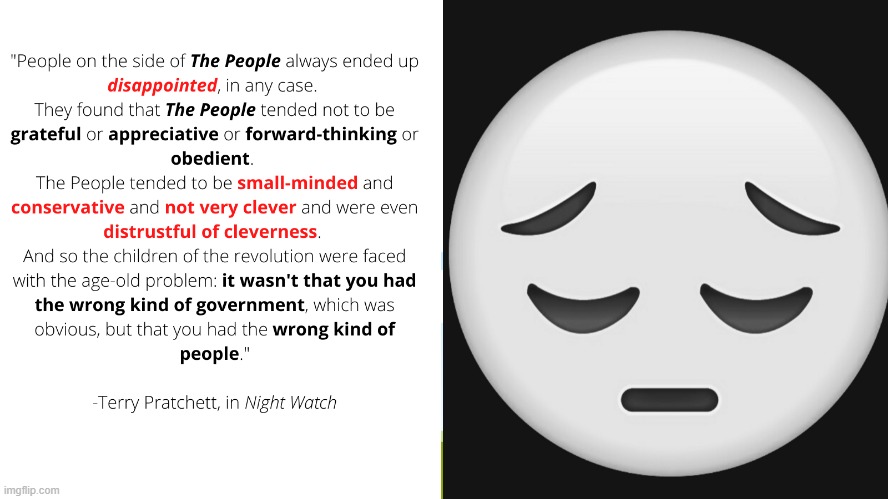 "People on the side of The People always ended up
disappointed, in any case.
They found that The People tended not to be
grateful or appreciative or forward-thinking or
obedient.
The People tended to be small-minded and
conservative and not very clever and were even
distrustful of cleverness.
And so the children of the revolution were faced
with the age-old problem: it wasn't that you had
the wrong kind of government, which was
obvious, but that you had the wrong kind of
people."
-Terry Pratchett, in Night Watch
imgflip.com